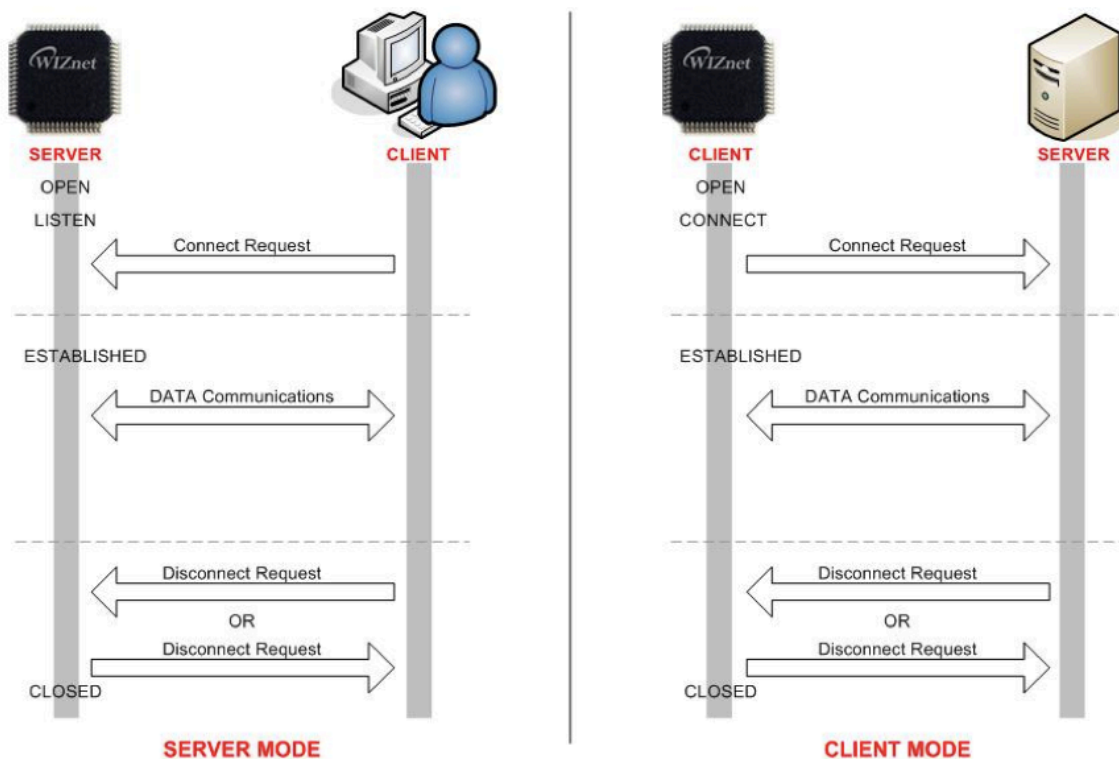 WIZnet
SERVER
CLIENT
OPEN
LISTEN
Connect Request
ESTABLISHED
DATA Communications
Disconnect Request
OR
Disconnect Request
CLOSED
SERVER MODE
WIZnet
CLIENT
SERVER
OPEN
CONNECT
Connect Request
ESTABLISHED
DATA Communications
Disconnect Request
OR
Disconnect Request
CLOSED
CLIENT MODE